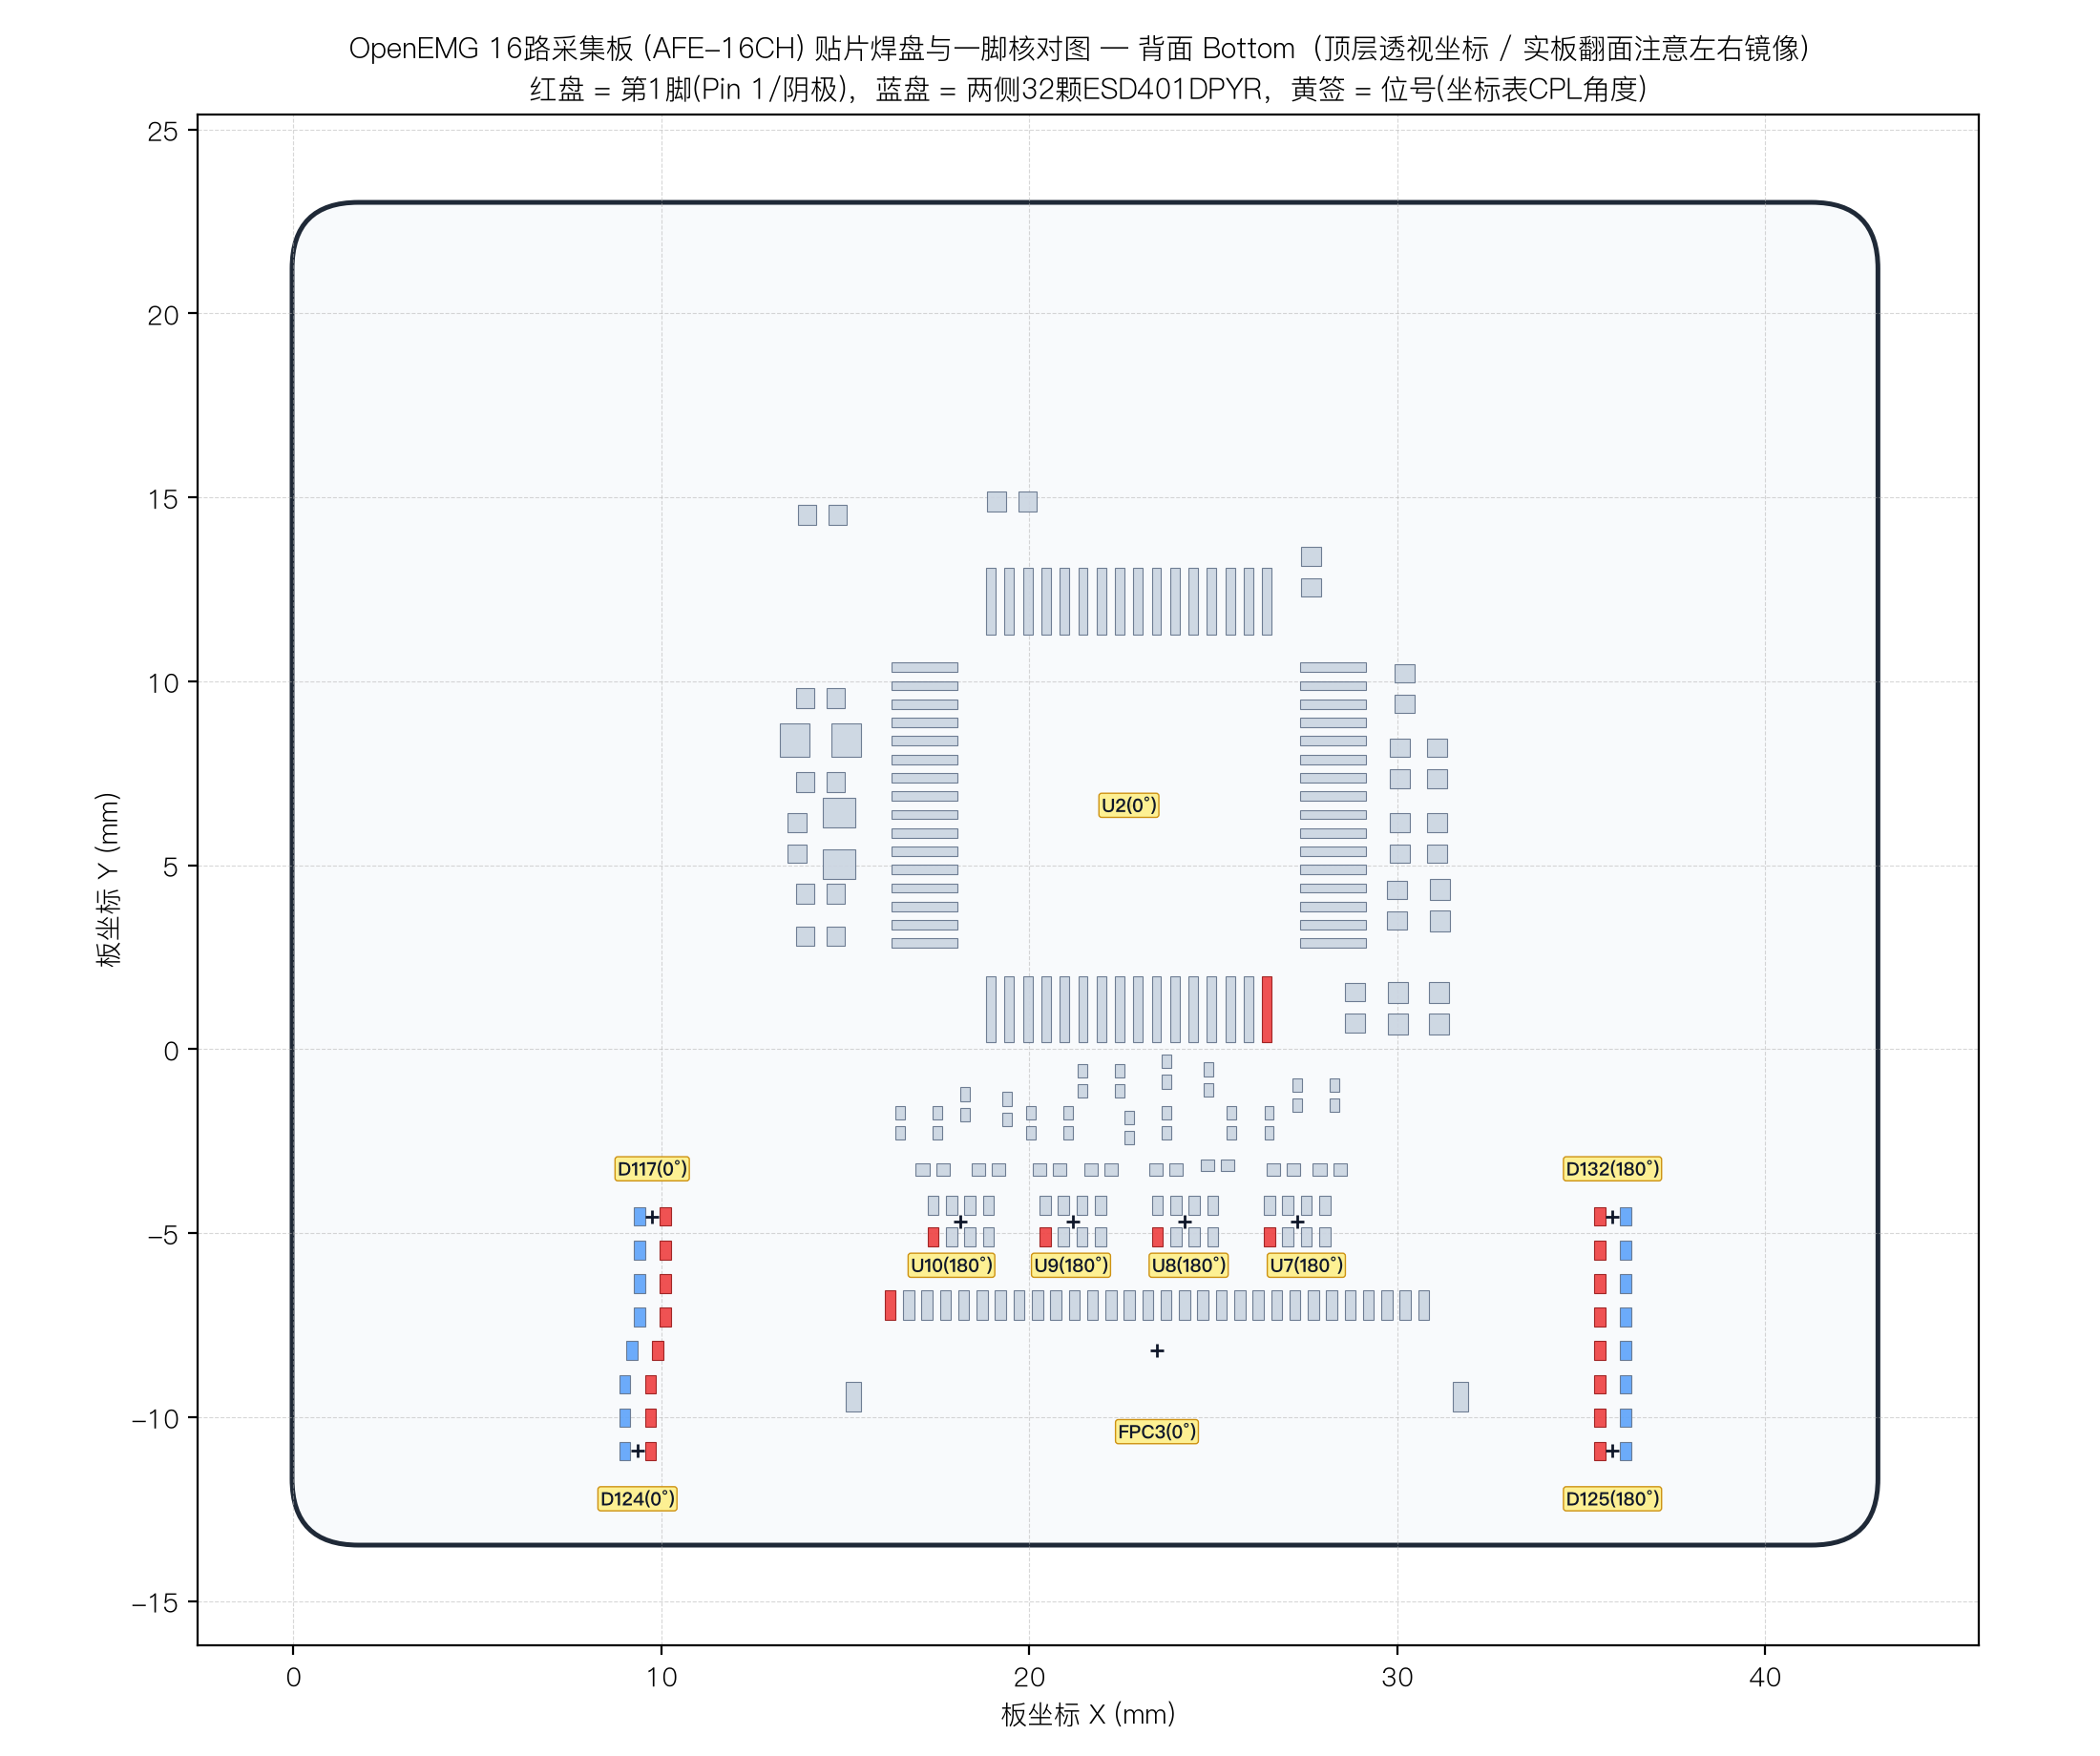 OpenEMG 16路采集板 (AFE-16CH) 贴片焊盘与一脚核对图 — 背面 Bottom（顶层透视坐标 / 实板翻面注意左右镜像）
红盘 = 第1脚(Pin 1/阴极)，蓝盘 = 两侧32颗ESD401DPYR，黄签 = 位号(坐标表CPL角度)
25
20
15
10
5
0
−5
−10
−15
板坐标 Y (mm)
U2(0°)
D117(0°)
D132(180°)
U10(180°)
U9(180°)
U8(180°)
U7(180°)
FPC3(0°)
D124(0°)
D125(180°)
0
10
20
30
40
板坐标 X (mm)